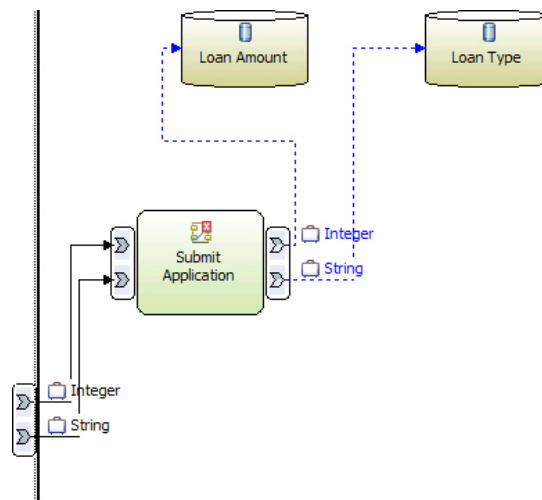 Loan Amount
Loan Type
Integer
Submit
Application
String
Integer
String